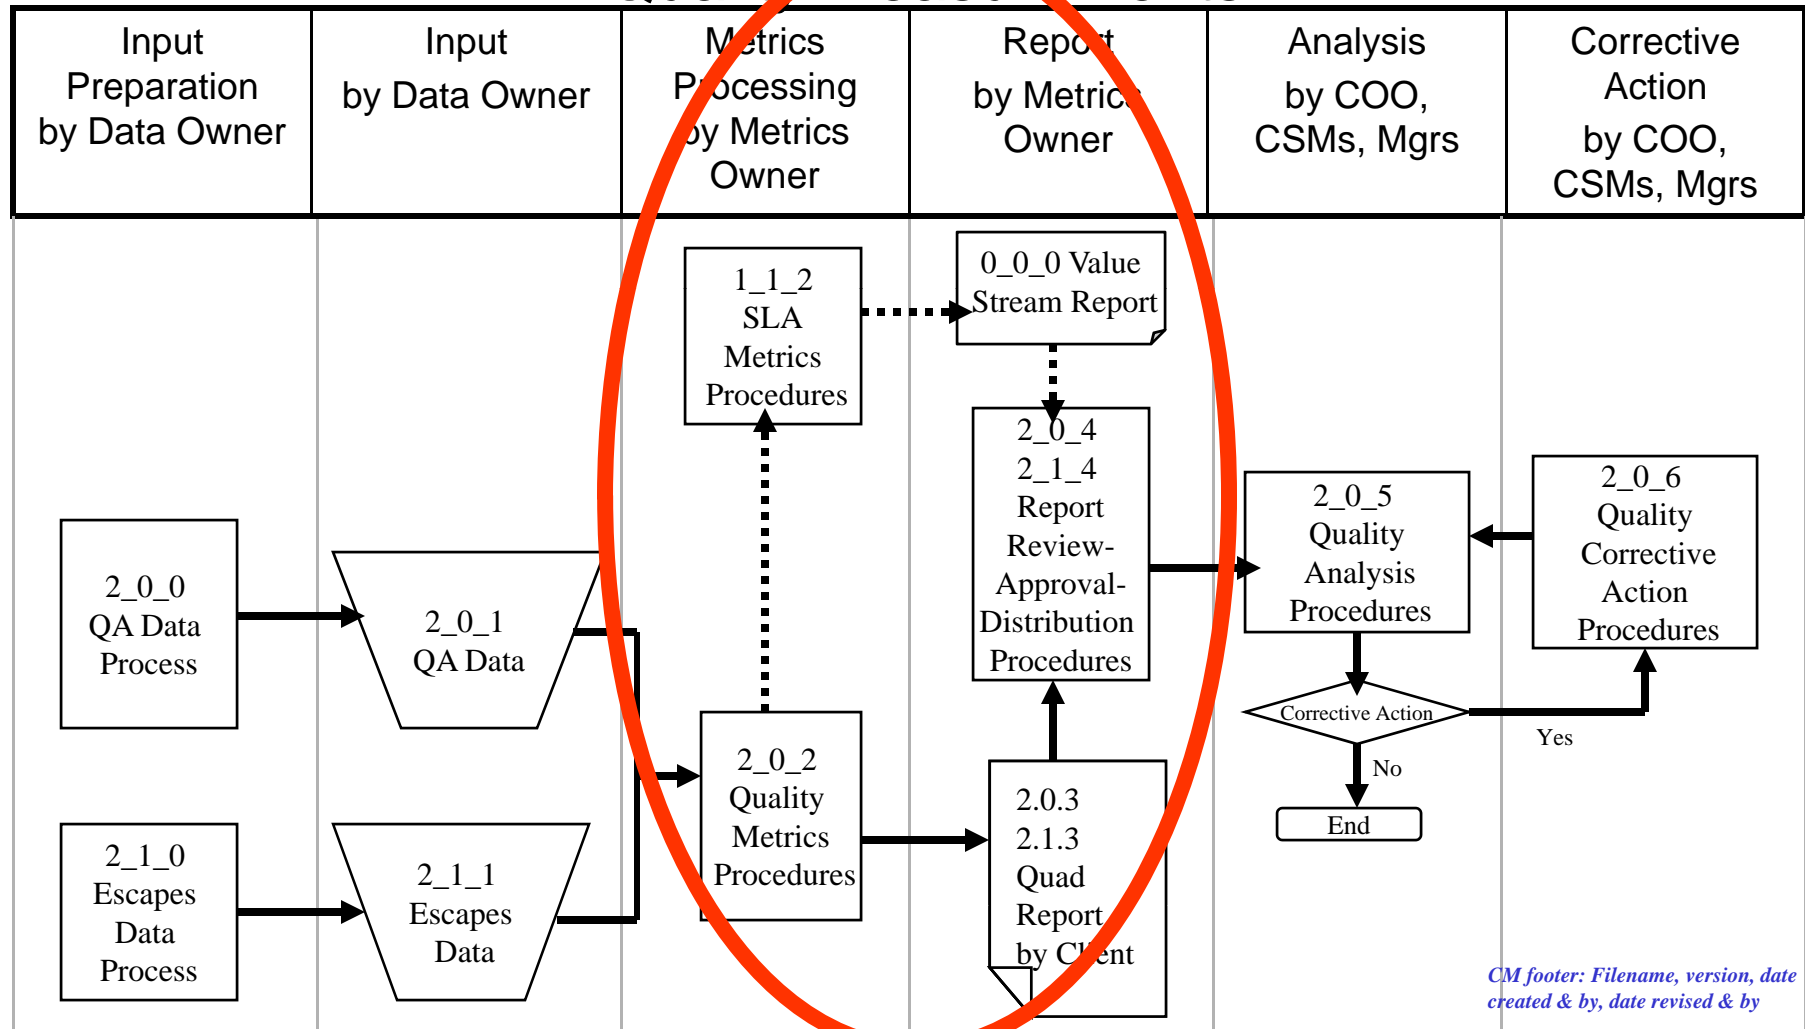 Input
Preparation
by Data Owner
Input
by Data Owner
Metrics
Processing
by Metrics
Owner
Report
by Metrics
Owner
Analysis
by COO,
CSMs, Mgrs
Corrective
Action
by COO,
CSMs, Mgrs
1_1_2
SLA
Metrics
Procedures
0_0_0 Value
Stream Report
2_0_4
2_1_4
Report
Review-
Approval-
Distribution
Procedures
2_0_5
Quality
Analysis
Procedures
2_0_6
Quality
Corrective
Action
Procedures
2_0_0
QA Data
Process
2_0_1
QA Data
Corrective Action
Yes
No
End
2_0_2
Quality
Metrics
Procedures
2.0.3
2.1.3
Quad
Report
by Client
2_1_0
Escapes
Data
Process
2_1_1
Escapes
Data
CM footer: Filename, version, date
created & by, date revised & by